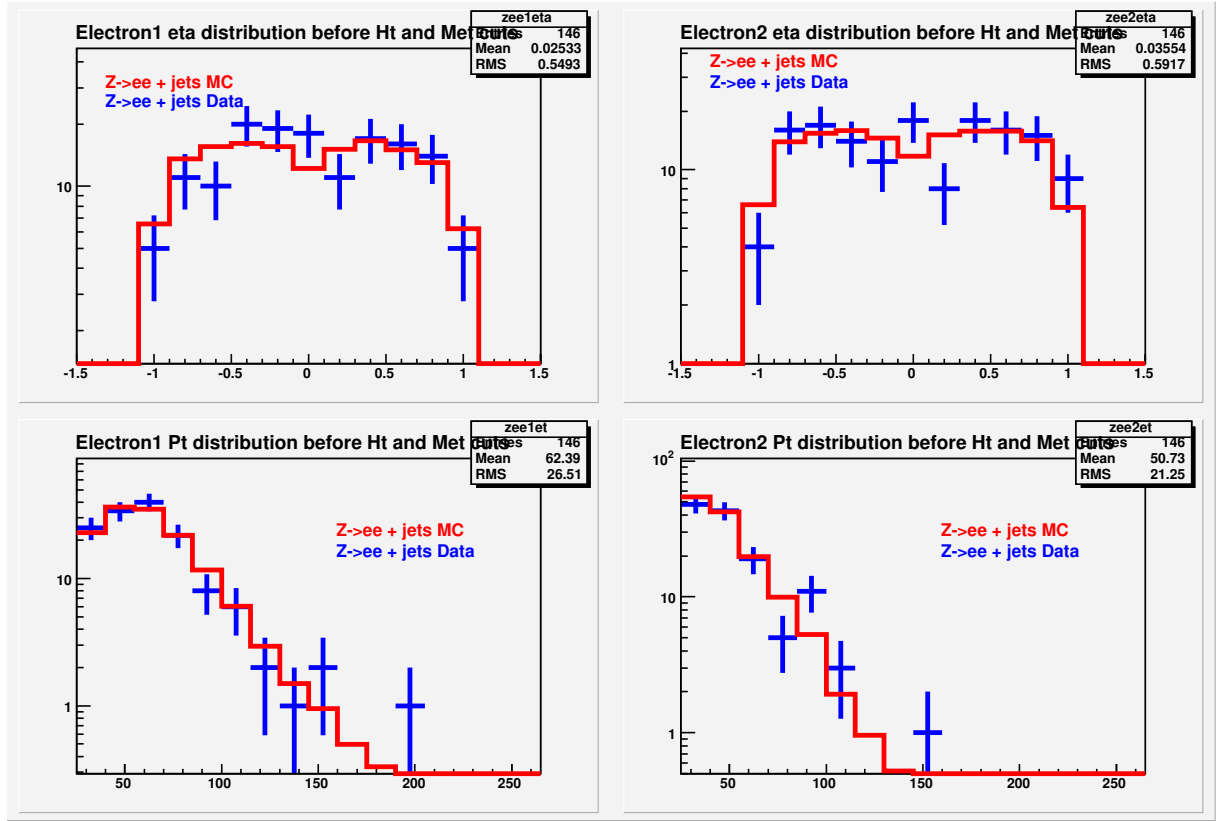 Electron1 eta distribution before Ht and Met cuts
zee1eta
Entries 146
Mean 0.02533
RMS 0.5493
Z->ee + jets MC
Z->ee + jets Data
10
-1.5 -1 -0.5 0 0.5 1 1.5
Electron2 eta distribution before Ht and Met cuts
zee2eta
Entries 146
Mean 0.03554
RMS 0.5917
Z->ee + jets MC
Z->ee + jets Data
10
1
-1.5 -1 -0.5 0 0.5 1 1.5
Electron1 Pt distribution before Ht and Met cuts
zee1et
Entries 146
Mean 62.39
RMS 26.51
Z->ee + jets MC
Z->ee + jets Data
10
1
50 100 150 200 250
Electron2 Pt distribution before Ht and Met cuts
zee2et
Entries 146
Mean 50.73
RMS 21.25
10²
Z->ee + jets MC
Z->ee + jets Data
10
1
50 100 150 200 250